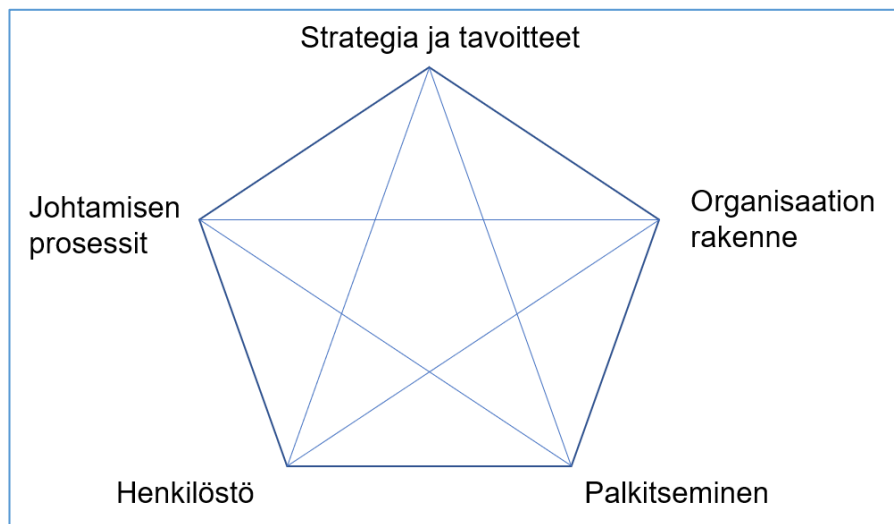 Strategia ja tavoitteet
Johtamisen
prosessit
Organisaation
rakenne
Henkilöstö
Palkitseminen